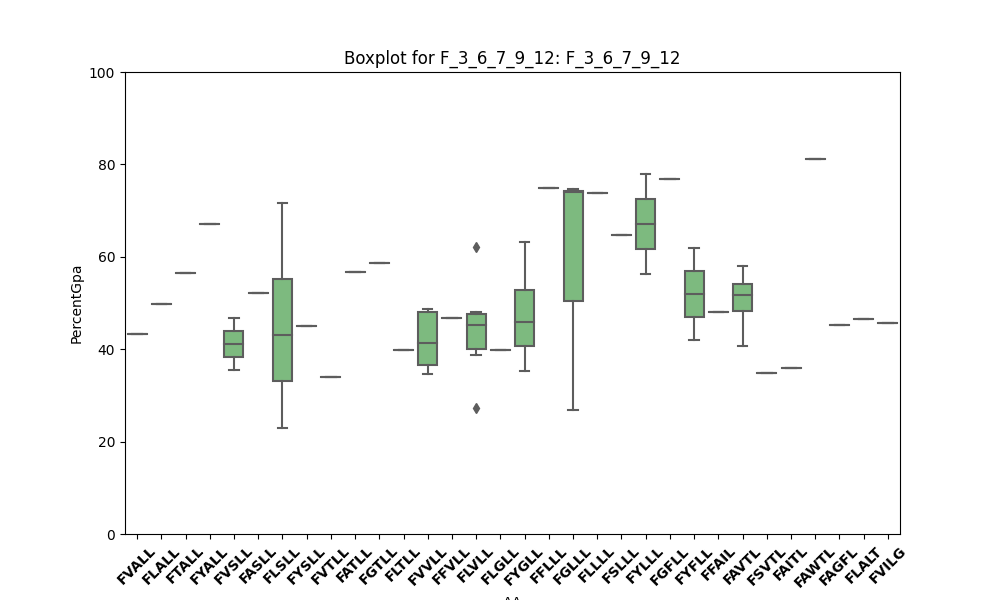 Boxplot for F_3_6_7_9_12: F_3_6_7_9_12
100
80
60
40
20
0
PercentGpa
FVALL FLALL FTALL FYALL FVSLL FASLL FLSLL FYSLL FVTLL FATLL FGTLL FLTLL FVVLL FFVLL FLVLL FLGLL FYGLL FFLLL FGLLL FLLLL FSLLL FYLLL FGFLL FYFLL FFAIL FAVTL FSVTL FAITL FAWTL FAGFL FLALT FVILG